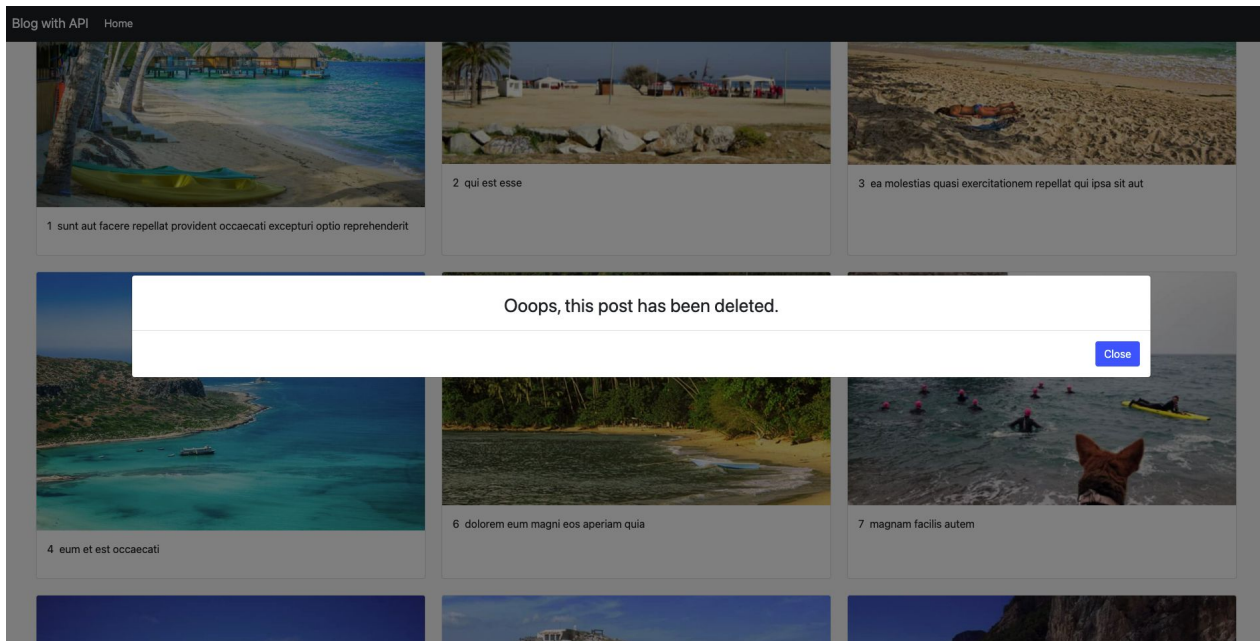 Blog with API Home
2 qui est esse
3 ea molestias quasi exercitationem repellat qui ipsa sit aut
1 sunt aut facere repellat provident occaecati excepturi optio reprehenderit
Ooops, this post has been deleted.
Close
6 dolorem eum magni eos aperiam quia
7 magnam facilis autem
4 eum et est occaecati